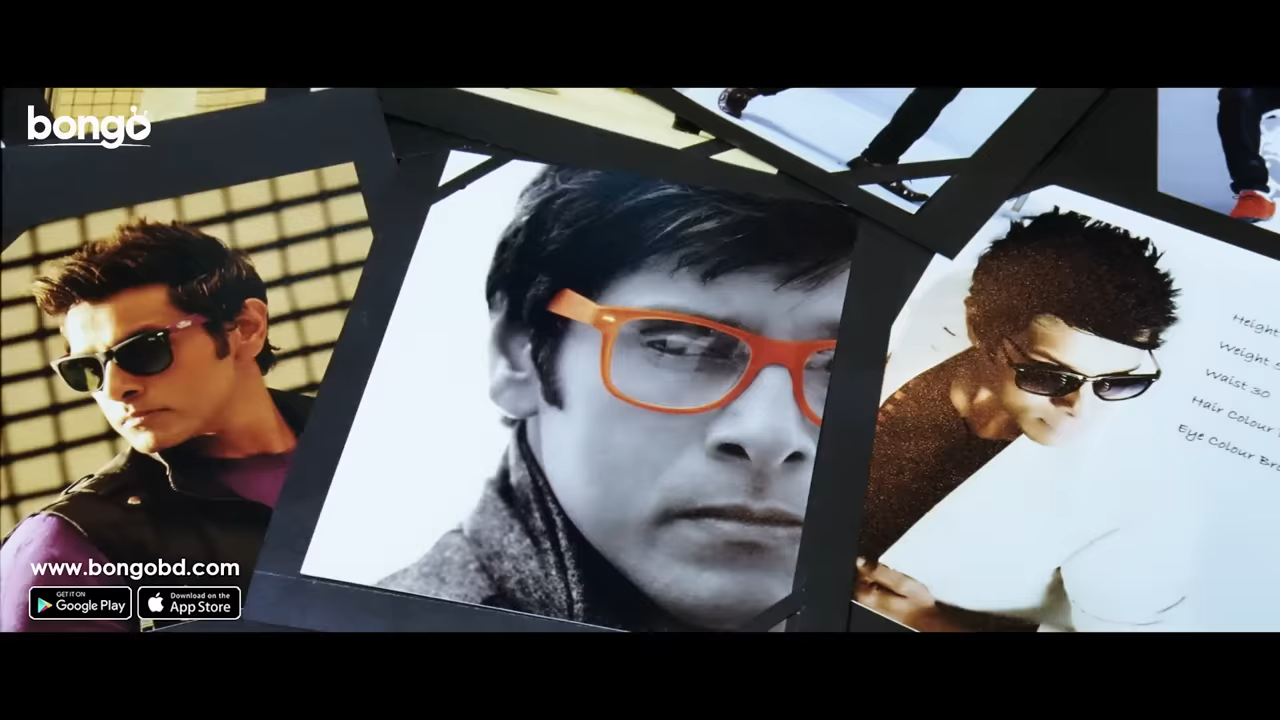 bongo
Height
Weight
Waist 30
Hair Colour
Eye Colour
www.bongobd.com
GET IT ON
Google Play
Download on the
App Store